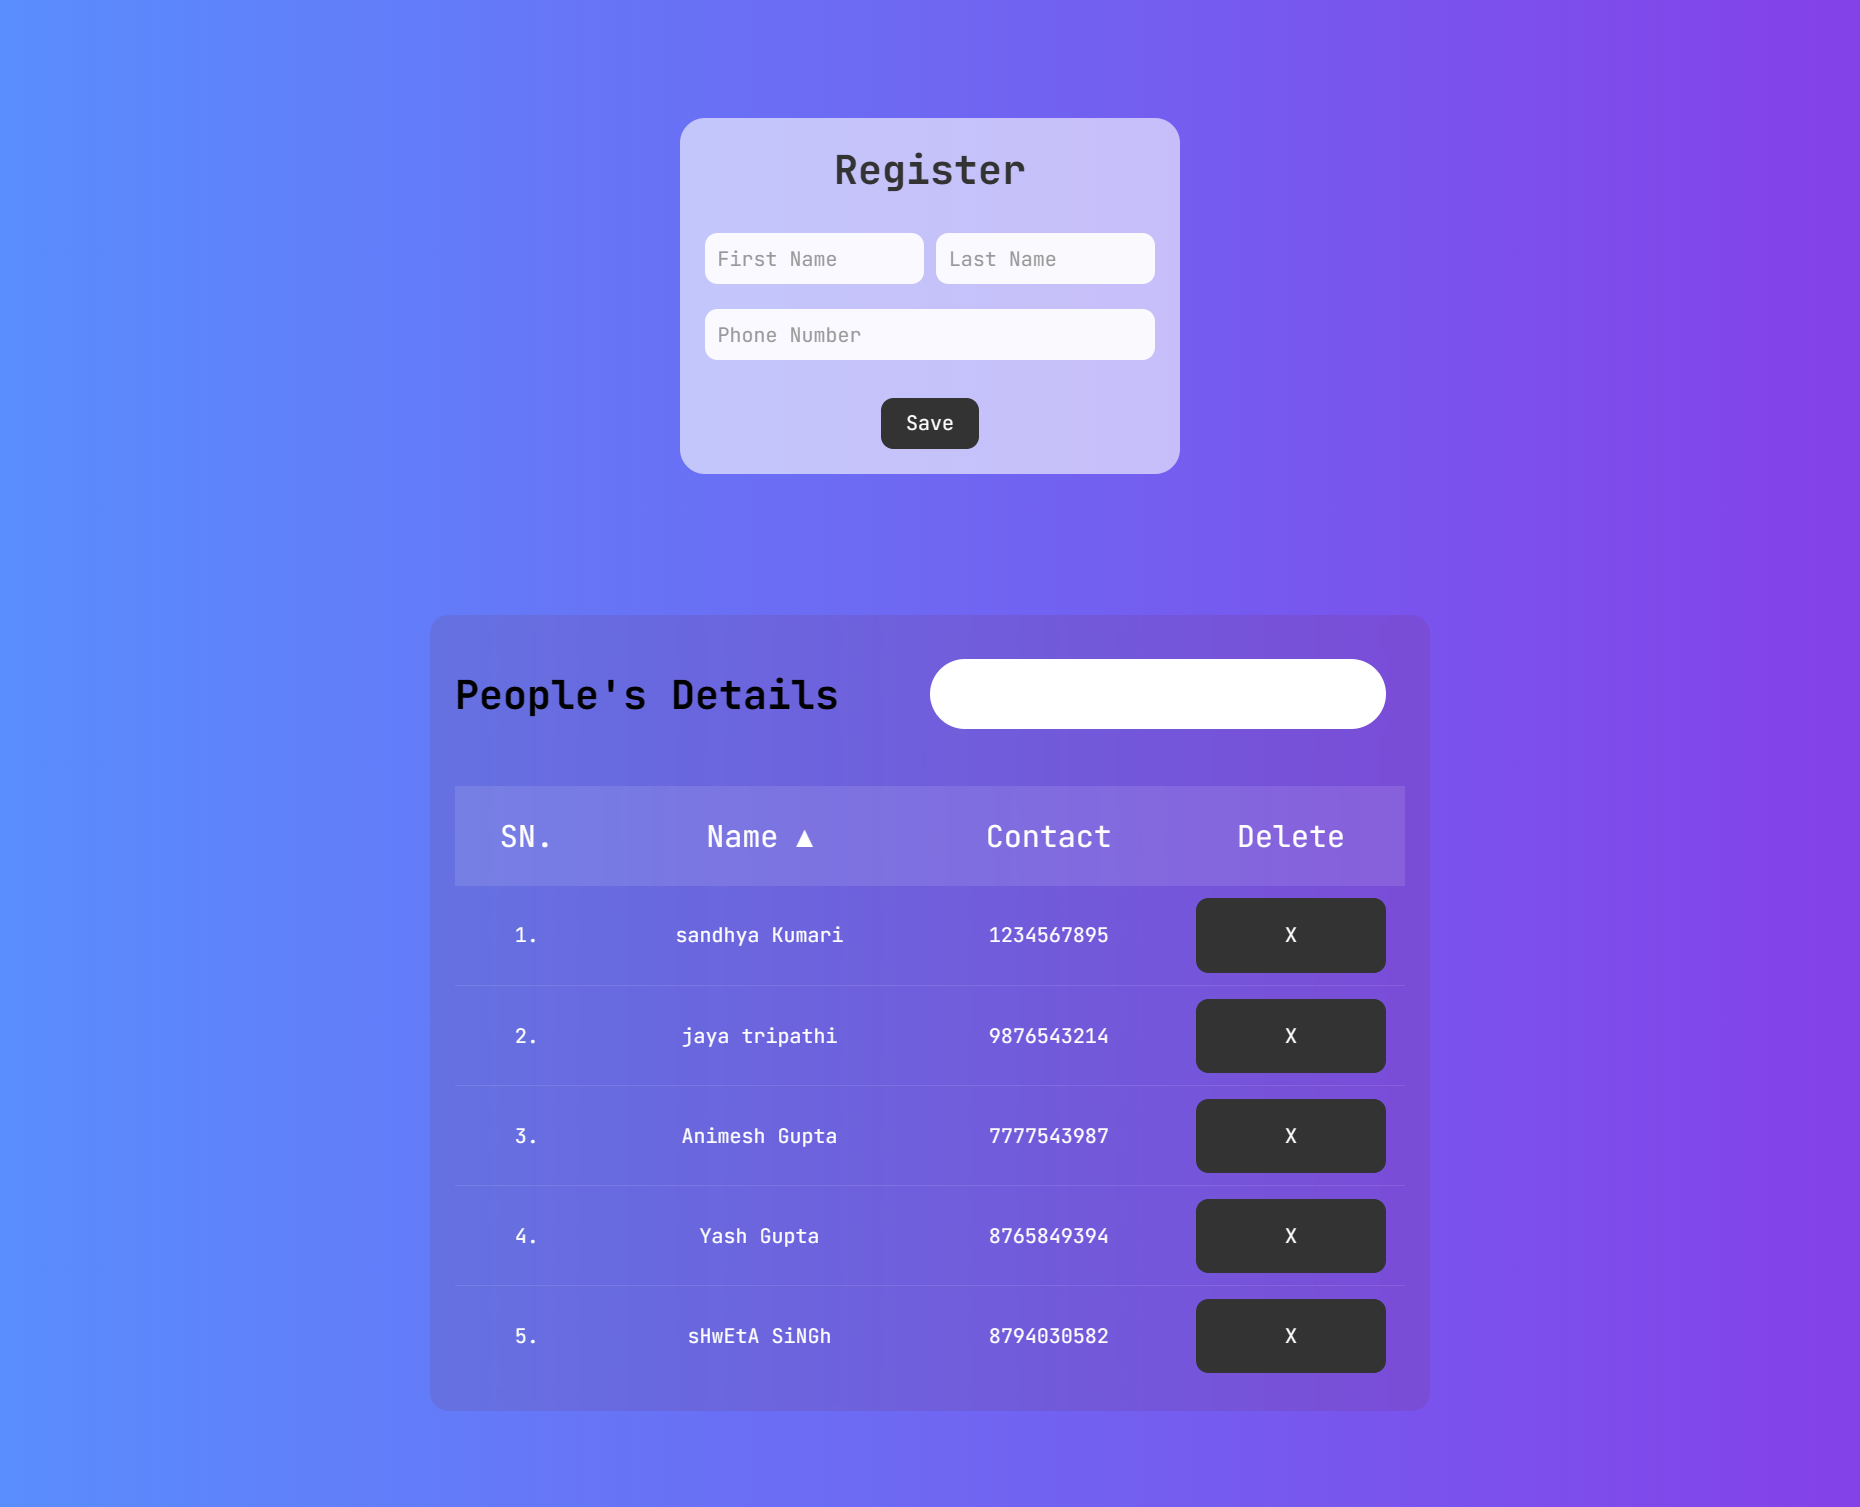 Register
First Name Last Name
Phone Number
Save
People's Details
SN. Name ▲ Contact Delete
1. sandhya Kumari 1234567895 X
2. jaya tripathi 9876543214 X
3. Animesh Gupta 7777543987 X
4. Yash Gupta 8765849394 X
5. sHwEtA SiNGh 8794030582 X